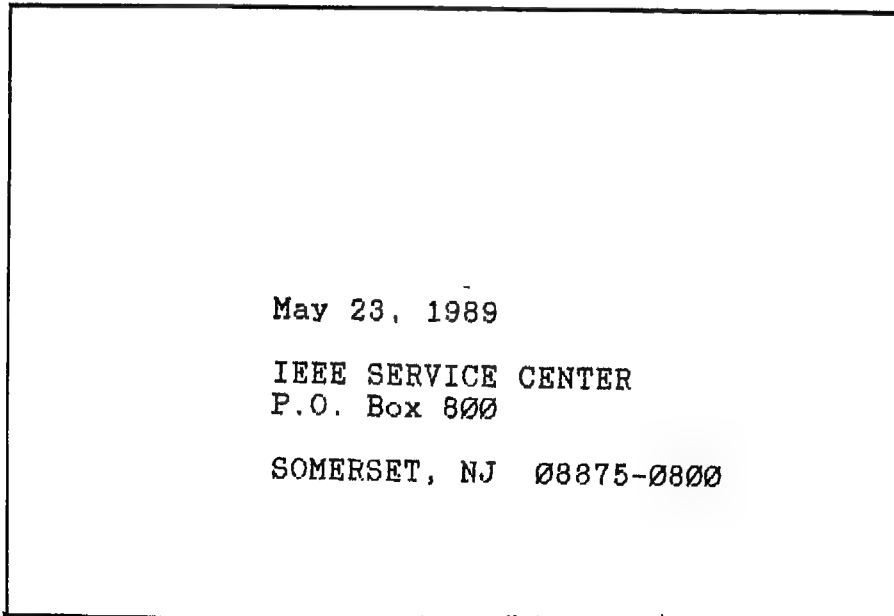 May 23, 1989
IEEE SERVICE CENTER
P.O. Box 800
SOMERSET, NJ 08875-0800